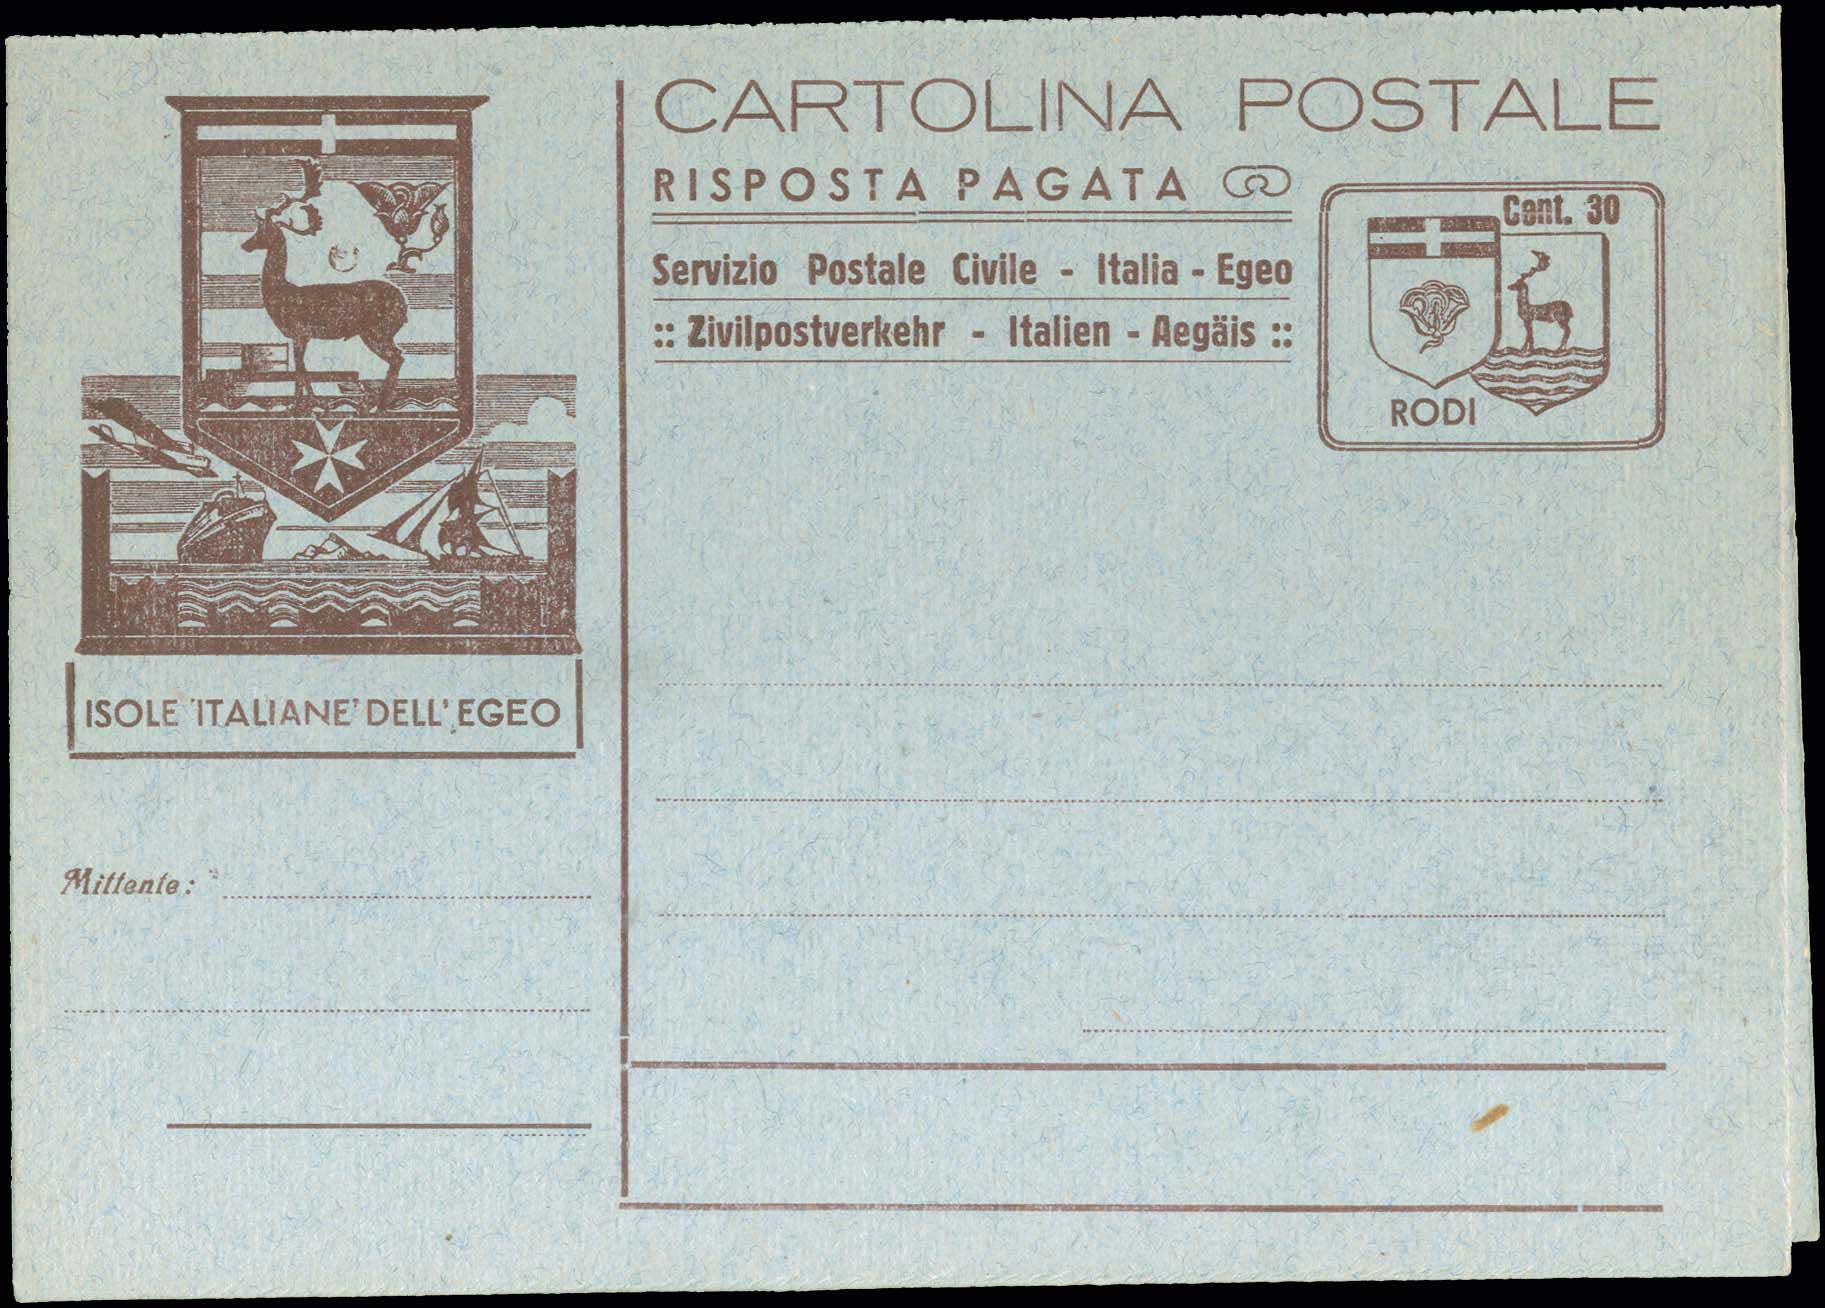 CARTOLINA POSTALE
RISPOSTA PAGATA
Servizio Postale Civile - Italia - Egeo
:: Zivilpostverkehr - Italien - Aegäis ::
Cent. 30
RODI
ISOLE 'ITALIANE' DELL' EGEO
Mittente: